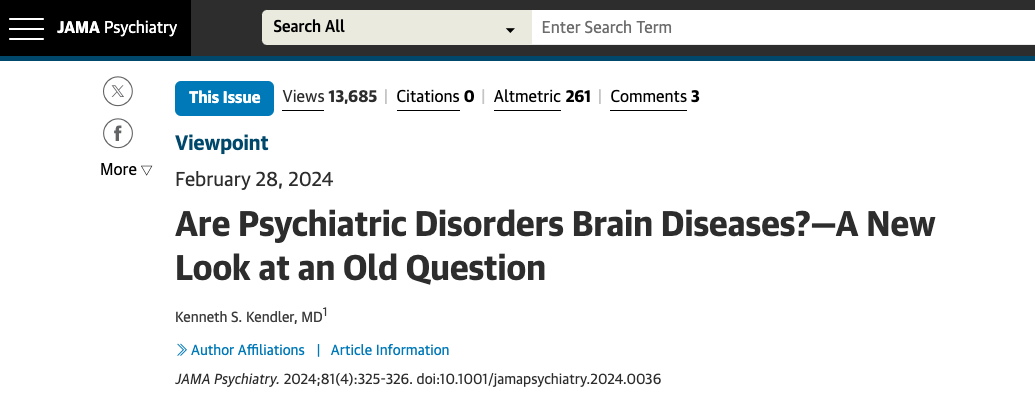 JAMA Psychiatry
Search All
Enter Search Term
This Issue Views 13,685 | Citations 0 | Altmetric 261 | Comments 3
Viewpoint
More
February 28, 2024
Are Psychiatric Disorders Brain Diseases?—A New
Look at an Old Question
Kenneth S. Kendler, MD1
Author Affiliations | Article Information
JAMA Psychiatry. 2024;81(4):325-326. doi:10.1001/jamapsychiatry.2024.0036